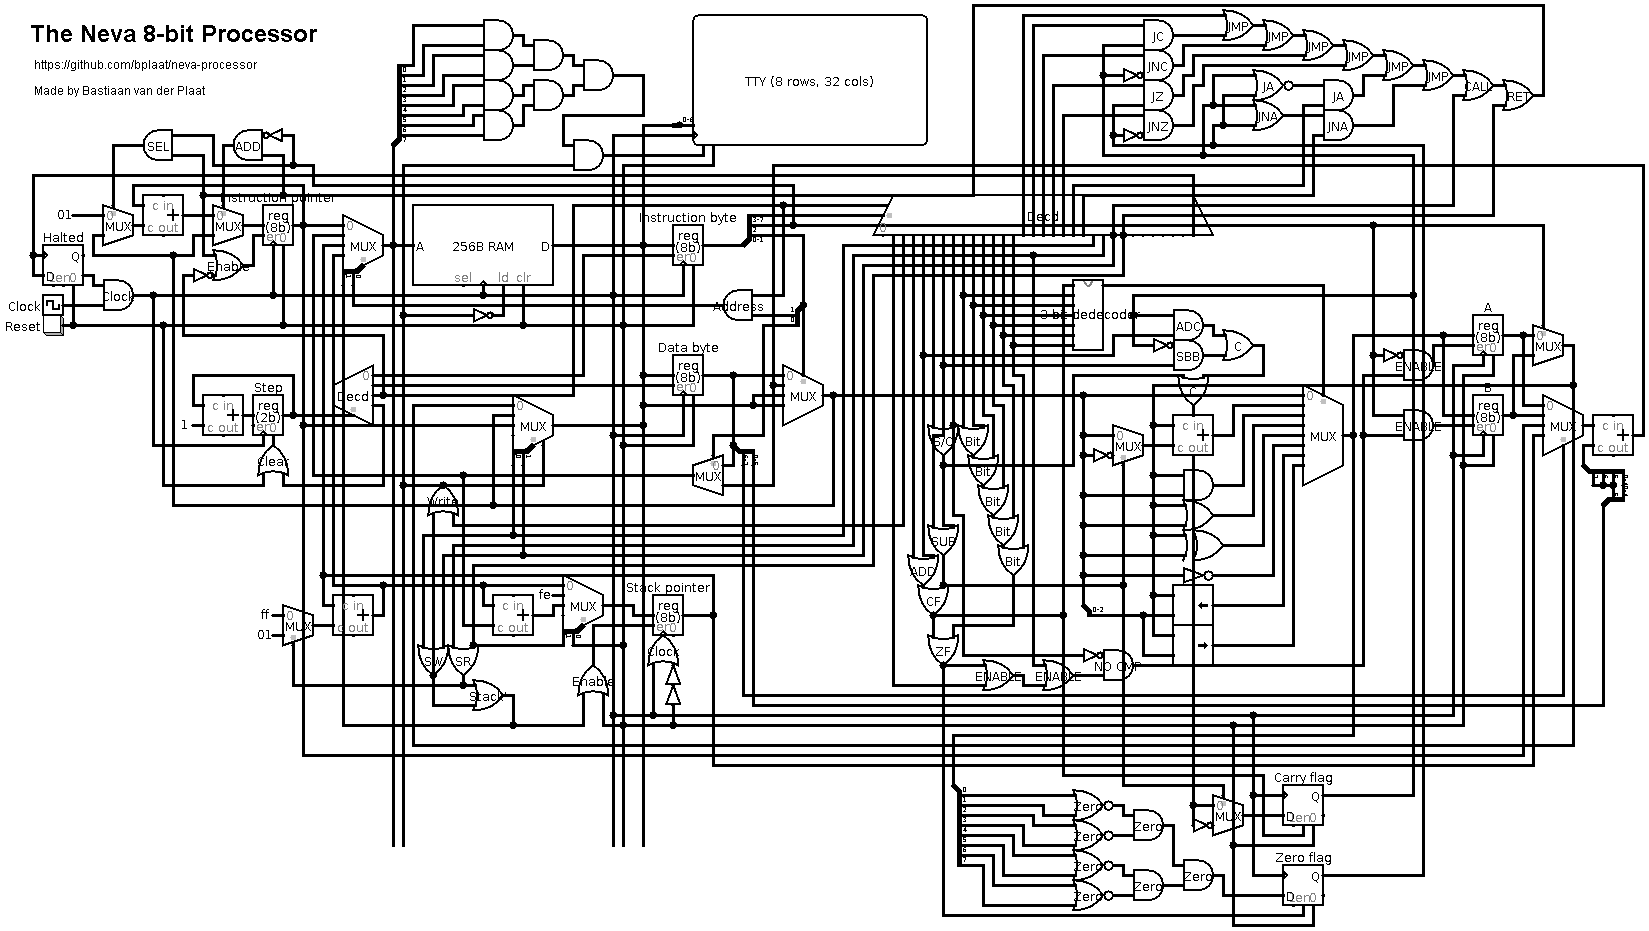 The Neva 8-bit Processor
https://github.com/bplaat/neva-processor
Made by Bastiaan van der Plaat
TTY (8 rows, 32 cols)
JC
JNC
JZ
JNZ
JMP
JMP
JMP
JMP
JMP
JMP
CALL
RET
JA
JNA
JA
JNA
SEL
ADD
01
MUX
c in
c out
+
MUX
Instruction pointer
reg
(8b)
en0
Enable
Halted
Q
D en0
Clock
Clock
Reset
MUX
A 256B RAM D
sel ld clr
Instruction byte
reg
(8b)
en0
Decd
Address
3 bit dedecoder
ADC
SBB
C
C
Data byte
reg
(8b)
en0
MUX
MUX
Step
reg
(2b)
en0
1
c in
c out
+
Clear
Decd
MUX
Write
S/C
Bit
Bit
Bit
Bit
Bit
SUB
ADD
CF
ZF
MUX
c in
c out
+
MUX
A
reg
(8b)
en0
B
reg
(8b)
en0
ENABLE
ENABLE
MUX
MUX
c in
c out
+
ff
01
MUX
c in
c out
+
c in
c out
+
fe
MUX
Stack pointer
reg
(8b)
en0
Clock
Enable
SW
SR
Stack
ENABLE
ENABLE
NO CMP
Zero
Zero
Zero
Zero
Zero
Zero
Zero
MUX
Carry flag
Q
D en0
Zero flag
Q
D en0